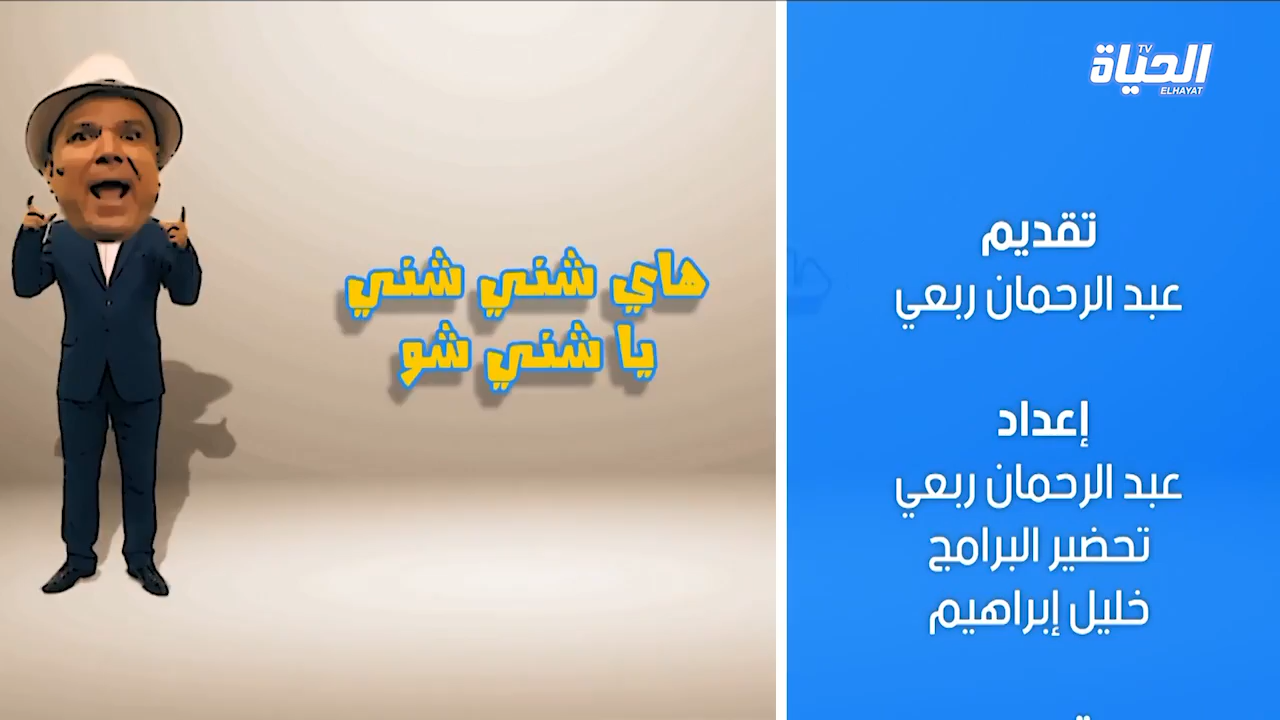 الحياة
TV
ELHAYAT
هاي شني شني
يا شني شو
تقديم
عبد الرحمان ربعي
إعداد
عبد الرحمان ربعي
تحضير البرامج
خليل إبراهيم